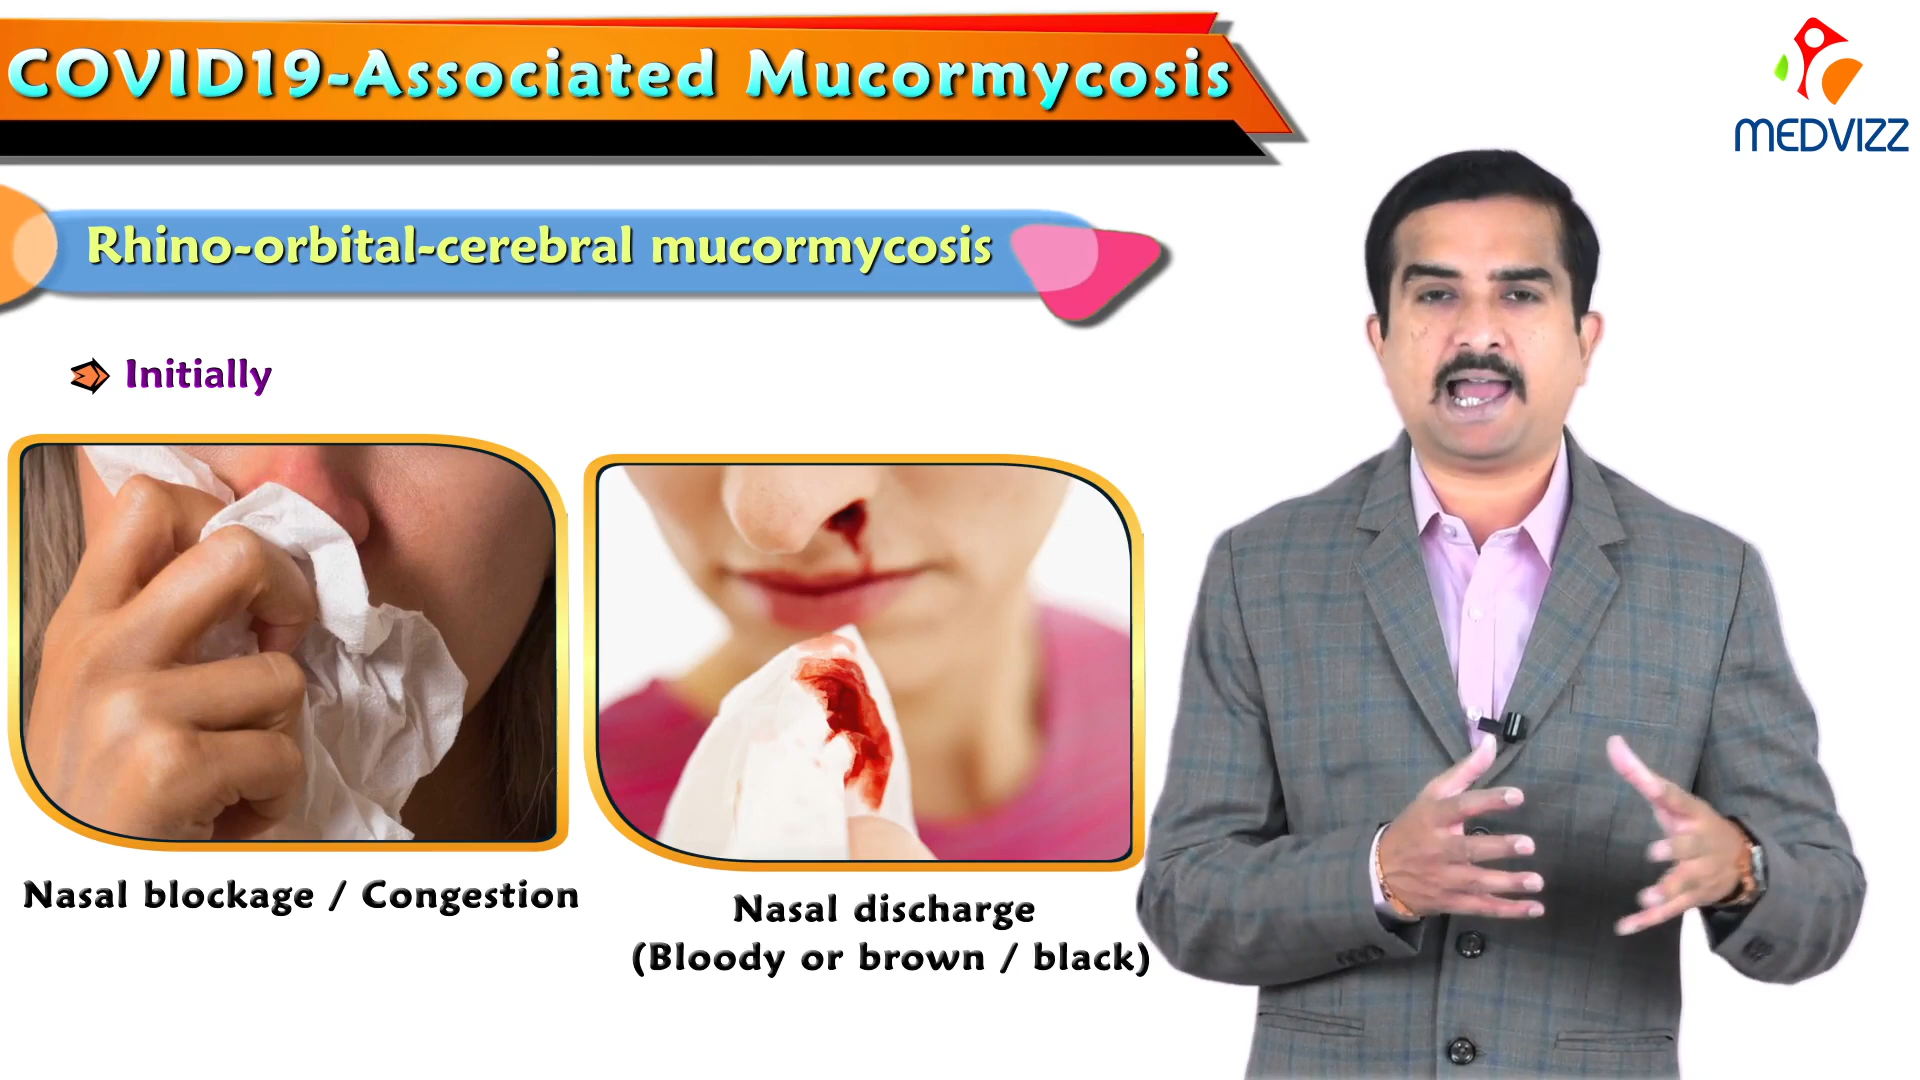 COVID19-Associated Mucormycosis
MEDVIZZ
Rhino-orbital-cerebral mucormycosis
Initially
Nasal blockage / Congestion
Nasal discharge
(Bloody or brown / black)